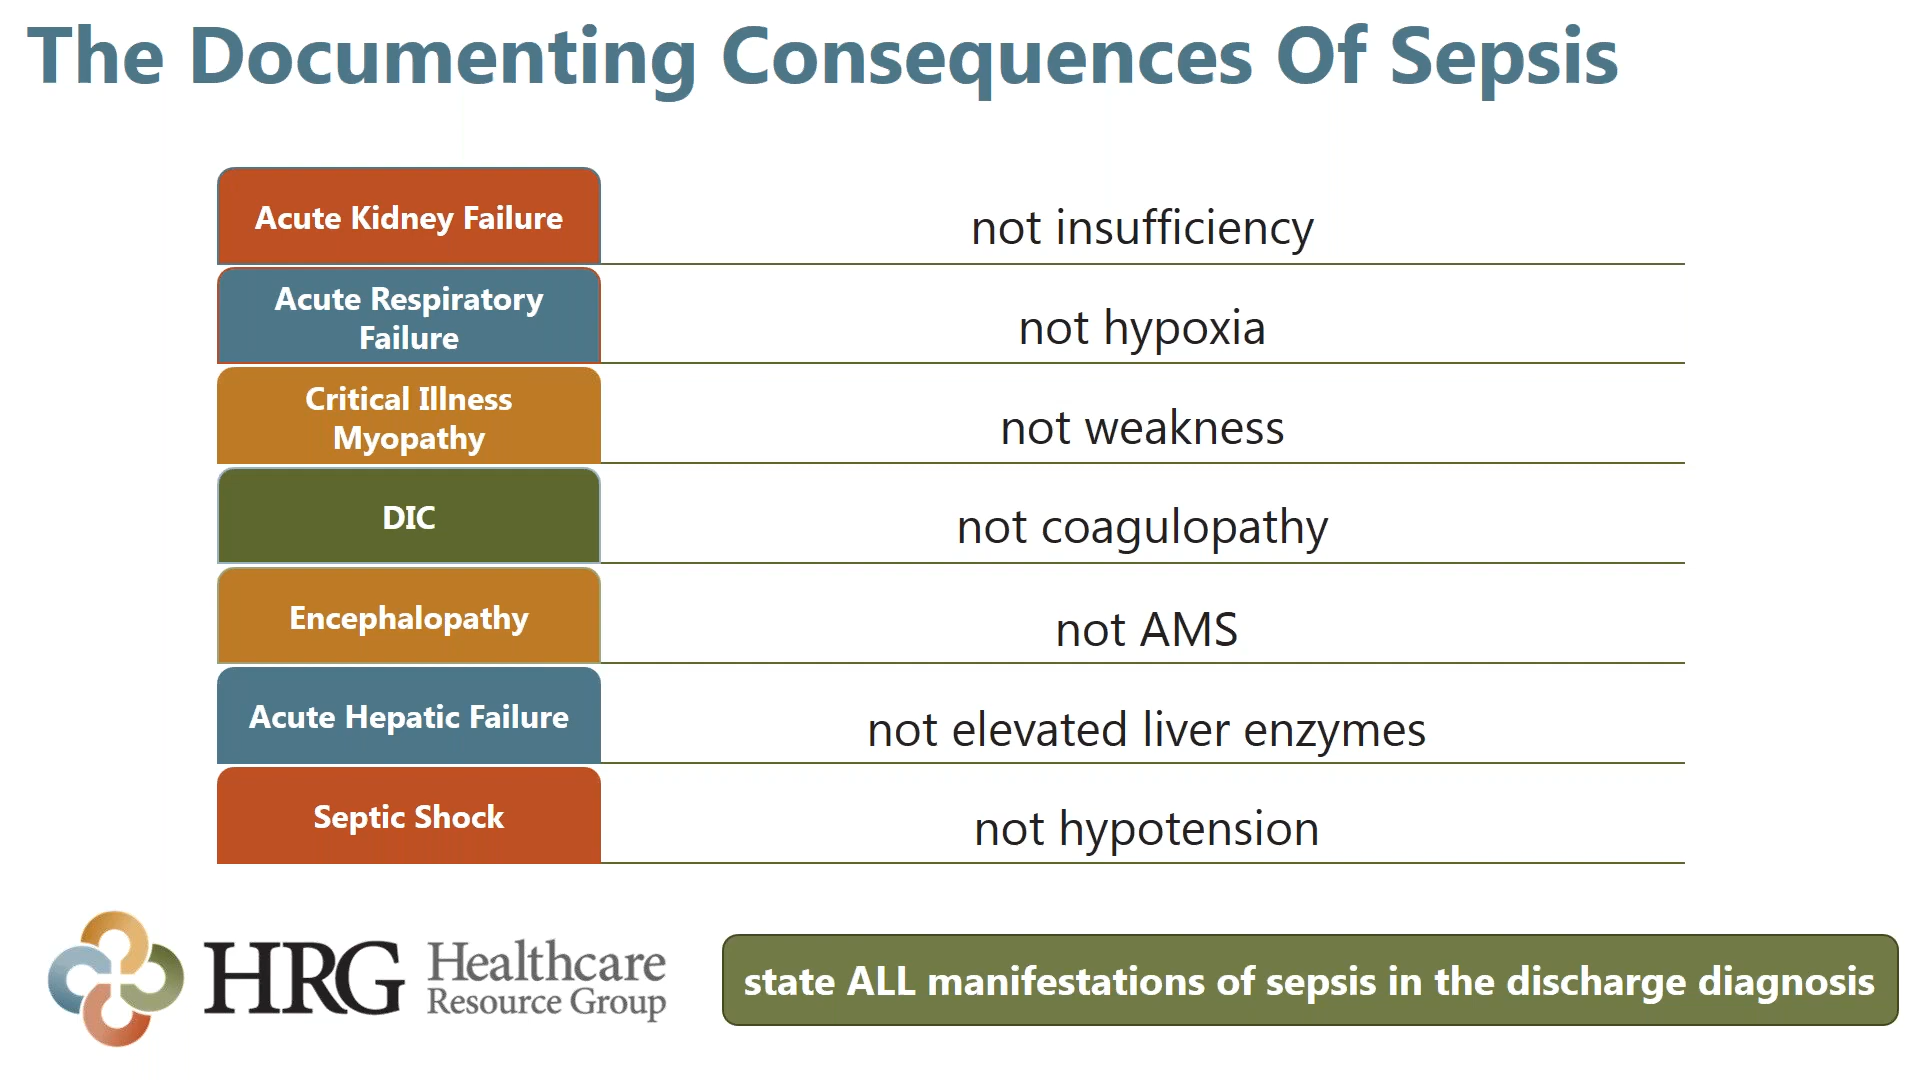 The Documenting Consequences Of Sepsis
Acute Kidney Failure
not insufficiency
Acute Respiratory
Failure
not hypoxia
Critical Illness
Myopathy
not weakness
DIC
not coagulopathy
Encephalopathy
not AMS
Acute Hepatic Failure
not elevated liver enzymes
Septic Shock
not hypotension
HRG
Healthcare
Resource Group
state ALL manifestations of sepsis in the discharge diagnosis